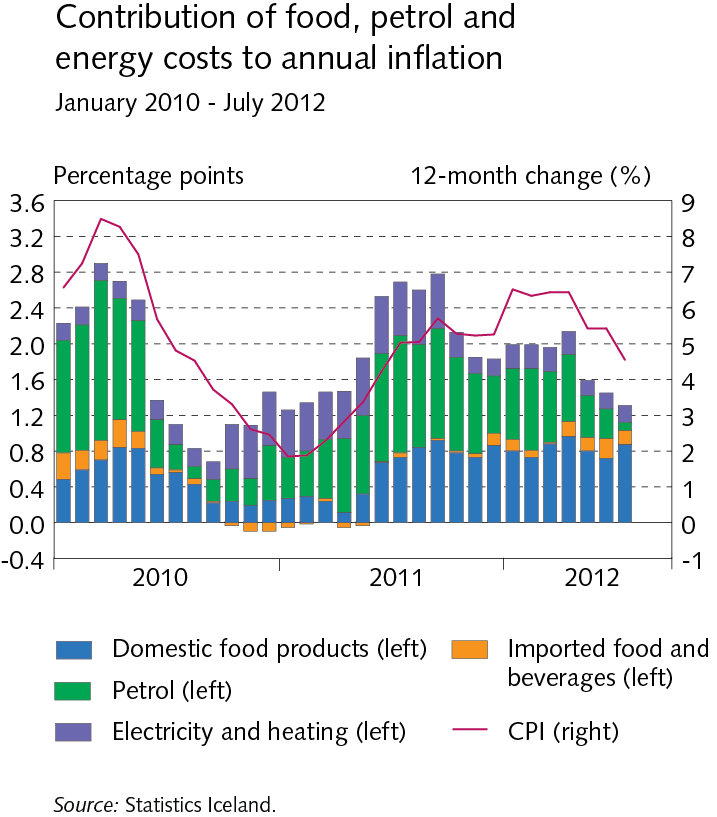 Contribution of food, petrol and
energy costs to annual inflation
January 2010 - July 2012
Percentage points
12-month change (%)
3.6
3.2
2.8
2.4
2.0
1.6
1.2
0.8
0.4
0.0
-0.4
9
8
7
6
5
4
3
2
1
0
-1
2010
2011
2012
Domestic food products (left)
Petrol (left)
Electricity and heating (left)
Imported food and
beverages (left)
CPI (right)
Source: Statistics Iceland.